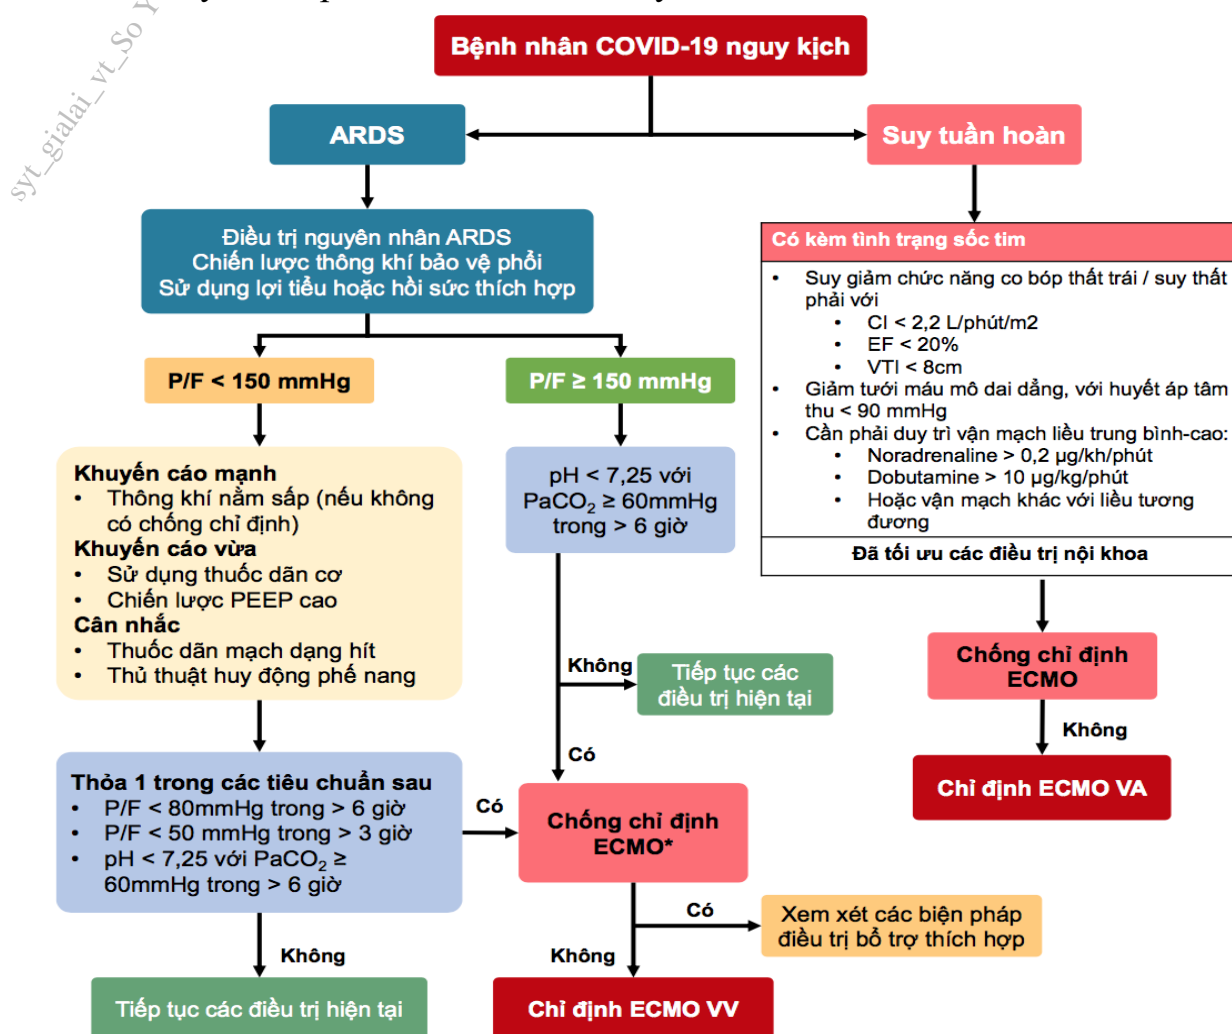 syt_gialai_vt_So Y
Bệnh nhân COVID-19 nguy kịch
ARDS
Suy tuần hoàn
Điều trị nguyên nhân ARDS
Chiến lược thông khí bảo vệ phổi
Sử dụng lợi tiểu hoặc hồi sức thích hợp
P/F < 150 mmHg
P/F ≥ 150 mmHg
Khuyến cáo mạnh
• Thông khí nằm sấp (nếu không
có chống chỉ định)
Khuyến cáo vừa
• Sử dụng thuốc dãn cơ
• Chiến lược PEEP cao
Cân nhắc
• Thuốc dãn mạch dạng hít
• Thủ thuật huy động phế nang
Thỏa 1 trong các tiêu chuẩn sau
• P/F < 80mmHg trong > 6 giờ
• P/F < 50 mmHg trong > 3 giờ
• pH < 7,25 với PaCO₂ ≥
60mmHg trong > 6 giờ
Có
Không
Tiếp tục các điều trị hiện tại
pH < 7,25 với
PaCO₂ ≥ 60mmHg
trong > 6 giờ
Không
Tiếp tục các
điều trị hiện tại
Có
Chống chỉ định
ECMO*
Có
Xem xét các biện pháp
điều trị bổ trợ thích hợp
Không
Chỉ định ECMO VV
Có kèm tình trạng sốc tim
• Suy giảm chức năng co bóp thất trái / suy thất
phải với
• CI < 2,2 L/phút/m2
• EF < 20%
• VTI < 8cm
• Giảm tưới máu mô dai dẳng, với huyết áp tâm
thu < 90 mmHg
• Cần phải duy trì vận mạch liều trung bình-cao:
• Noradrenaline > 0,2 µg/kh/phút
• Dobutamine > 10 µg/kg/phút
• Hoặc vận mạch khác với liều tương
đương
Đã tối ưu các điều trị nội khoa
Chống chỉ định
ECMO
Không
Chỉ định ECMO VA